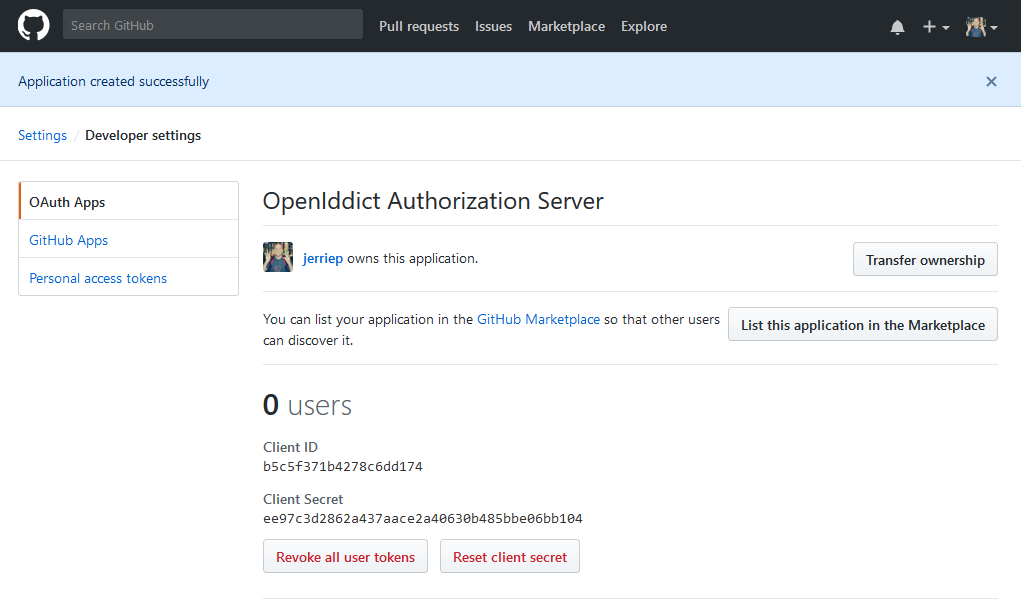 Search GitHub Pull requests Issues Marketplace Explore
Application created successfully
Settings / Developer settings
OAuth Apps
GitHub Apps
Personal access tokens
OpenIddict Authorization Server
jerriep owns this application.
Transfer ownership
You can list your application in the GitHub Marketplace so that other users
can discover it.
List this application in the Marketplace
0 users
Client ID
b5c5f371b4278c6dd174
Client Secret
ee97c3d2862a437aace2a40630b485bbe06bb104
Revoke all user tokens Reset client secret